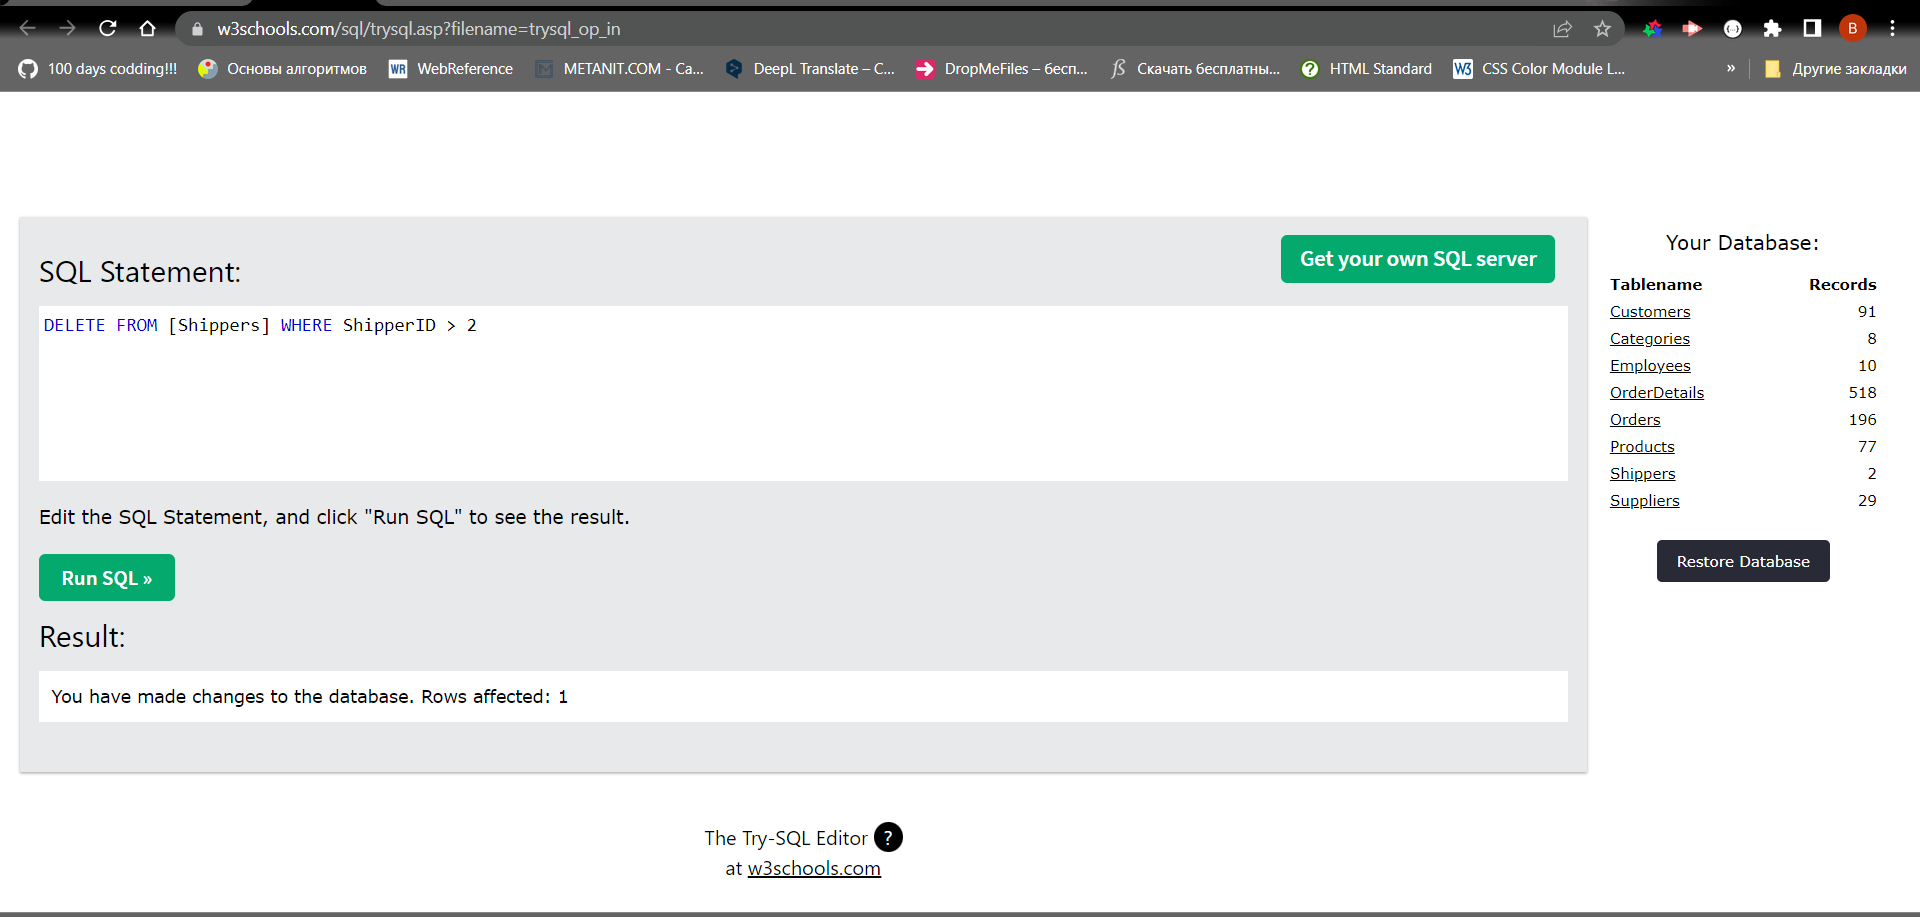 w3schools.com/sql/trysql.asp?filename=trysql_op_in
B
100 days codding!!! Основы алгоритмов WR WebReference METANIT.COM - Ca... DeepL Translate – C... DropMeFiles – бесп... ß Скачать бесплатны... ? HTML Standard W3 CSS Color Module L... » Другие закладки
Get your own SQL server
SQL Statement:
DELETE FROM [Shippers] WHERE ShipperID > 2
Edit the SQL Statement, and click "Run SQL" to see the result.
Run SQL »
Result:
You have made changes to the database. Rows affected: 1
Your Database:
Tablename Records
Customers 91
Categories 8
Employees 10
OrderDetails 518
Orders 196
Products 77
Shippers 2
Suppliers 29
Restore Database
The Try-SQL Editor ?
at w3schools.com